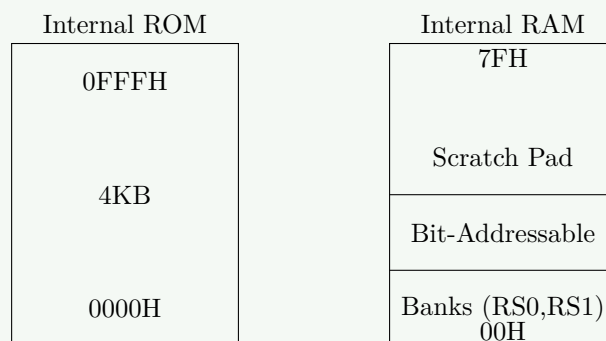 Internal ROM
0FFFH
4KB
0000H
Internal RAM
7FH
Scratch Pad
Bit-Addressable
Banks (RS0,RS1)
00H